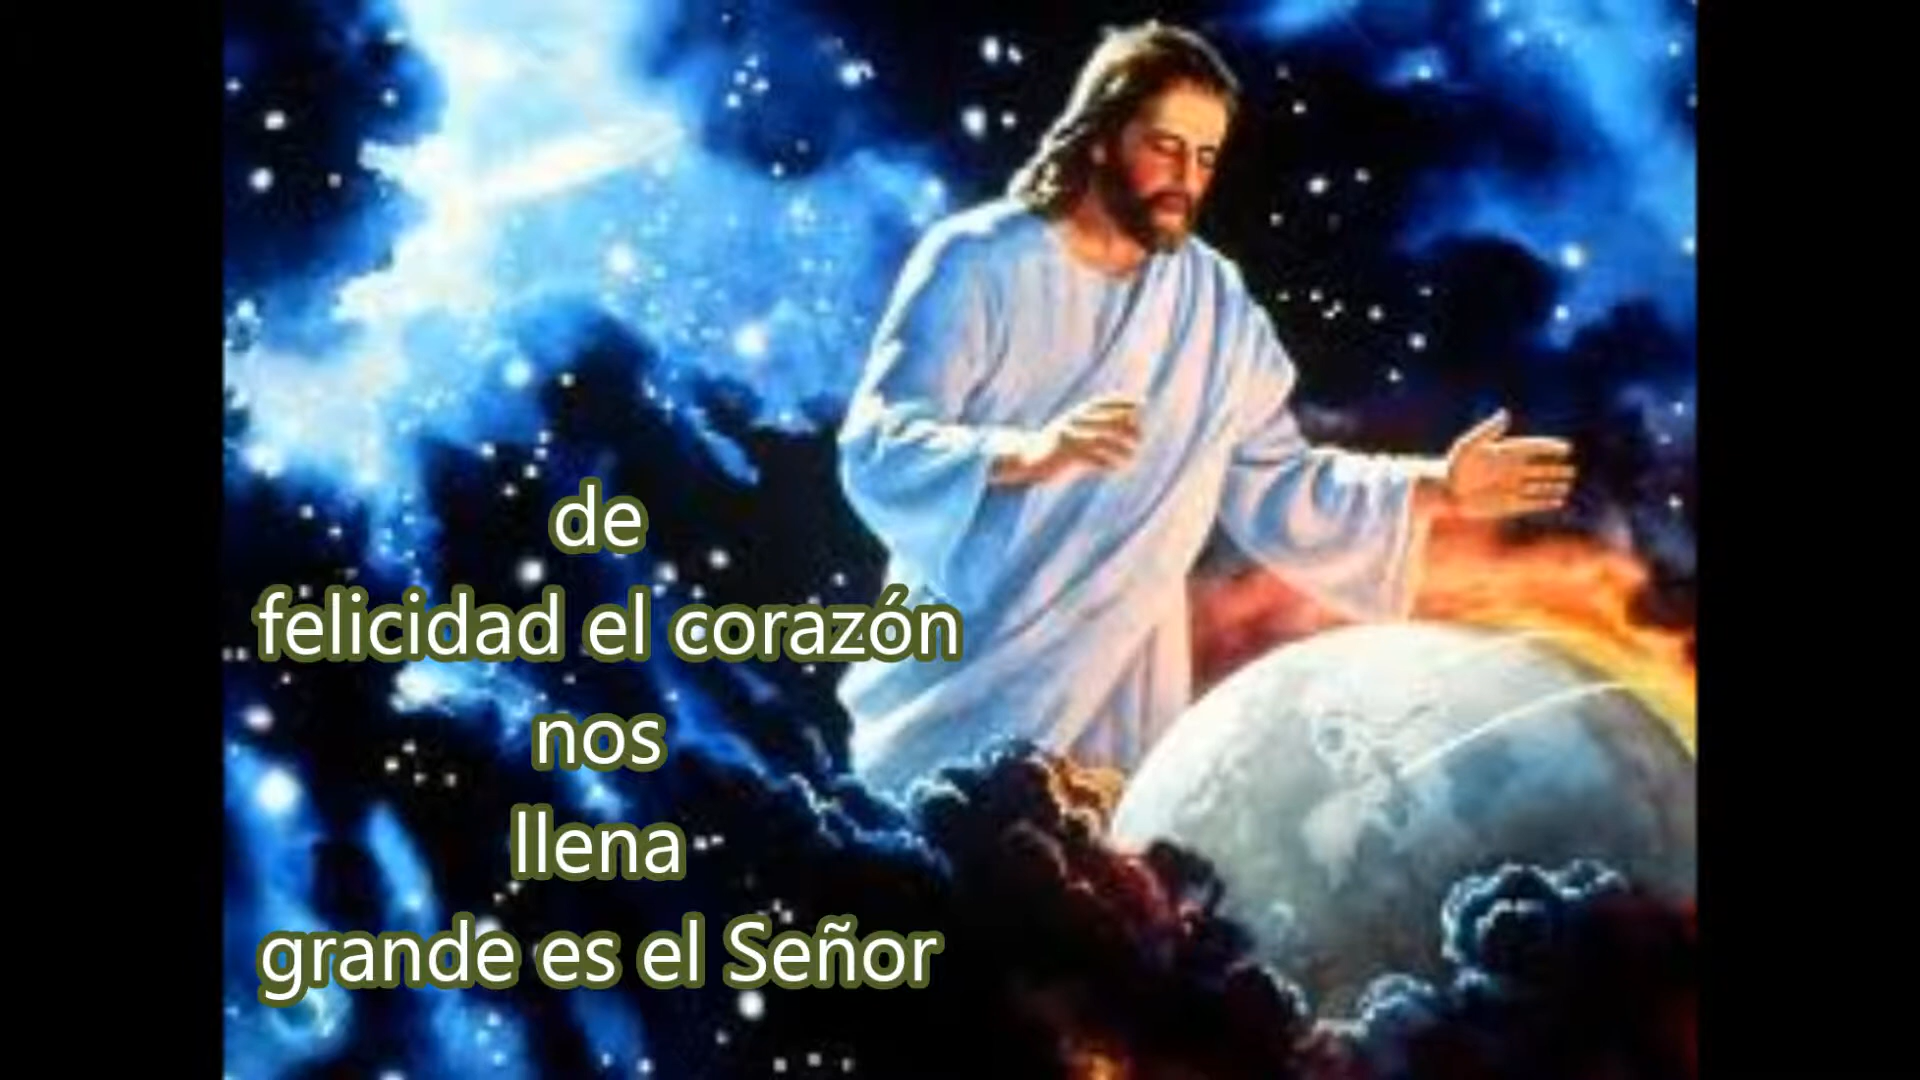 de
felicidad el corazón
nos
llena
grande es el Señor